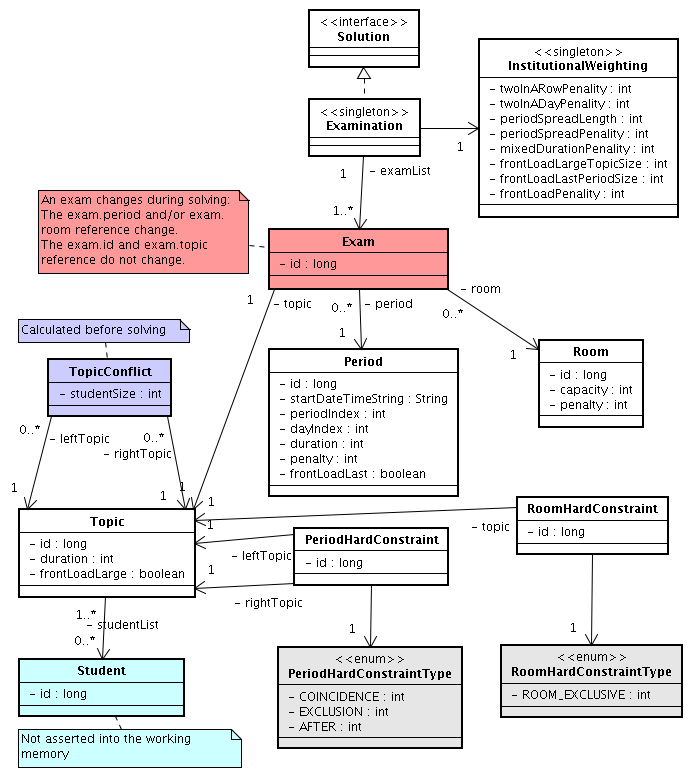 <<interface>>
Solution
<<singleton>>
Examination
<<singleton>>
InstitutionalWeighting
- twoInARowPenality : int
- twoInADayPenality : int
- periodSpreadLength : int
- periodSpreadPenality : int
- mixedDurationPenality : int
- frontLoadLargeTopicSize : int
- frontLoadLastPeriodSize : int
- frontLoadPenality : int
1
1
- examList
1..*
An exam changes during solving:
The exam.period and/or exam.
room reference change.
The exam.id and exam.topic
reference do not change.
Exam
- id : long
1
- topic
0..*
- period
1
- room
0..*
1
Calculated before solving
TopicConflict
- studentSize : int
Period
- id : long
- startDateTimeString : String
- periodIndex : int
- dayIndex : int
- duration : int
- penalty : int
- frontLoadLast : boolean
Room
- id : long
- capacity : int
- penalty : int
0..*
- leftTopic
0..*
- rightTopic
1
1
1
1
Topic
- id : long
- duration : int
- frontLoadLarge : boolean
1
- leftTopic
1
- rightTopic
PeriodHardConstraint
- id : long
- topic
RoomHardConstraint
- id : long
1..*
- studentList
0..*
1
1
Student
- id : long
Not asserted into the working
memory
<<enum>>
PeriodHardConstraintType
- COINCIDENCE : int
- EXCLUSION : int
- AFTER : int
<<enum>>
RoomHardConstraintType
- ROOM_EXCLUSIVE : int